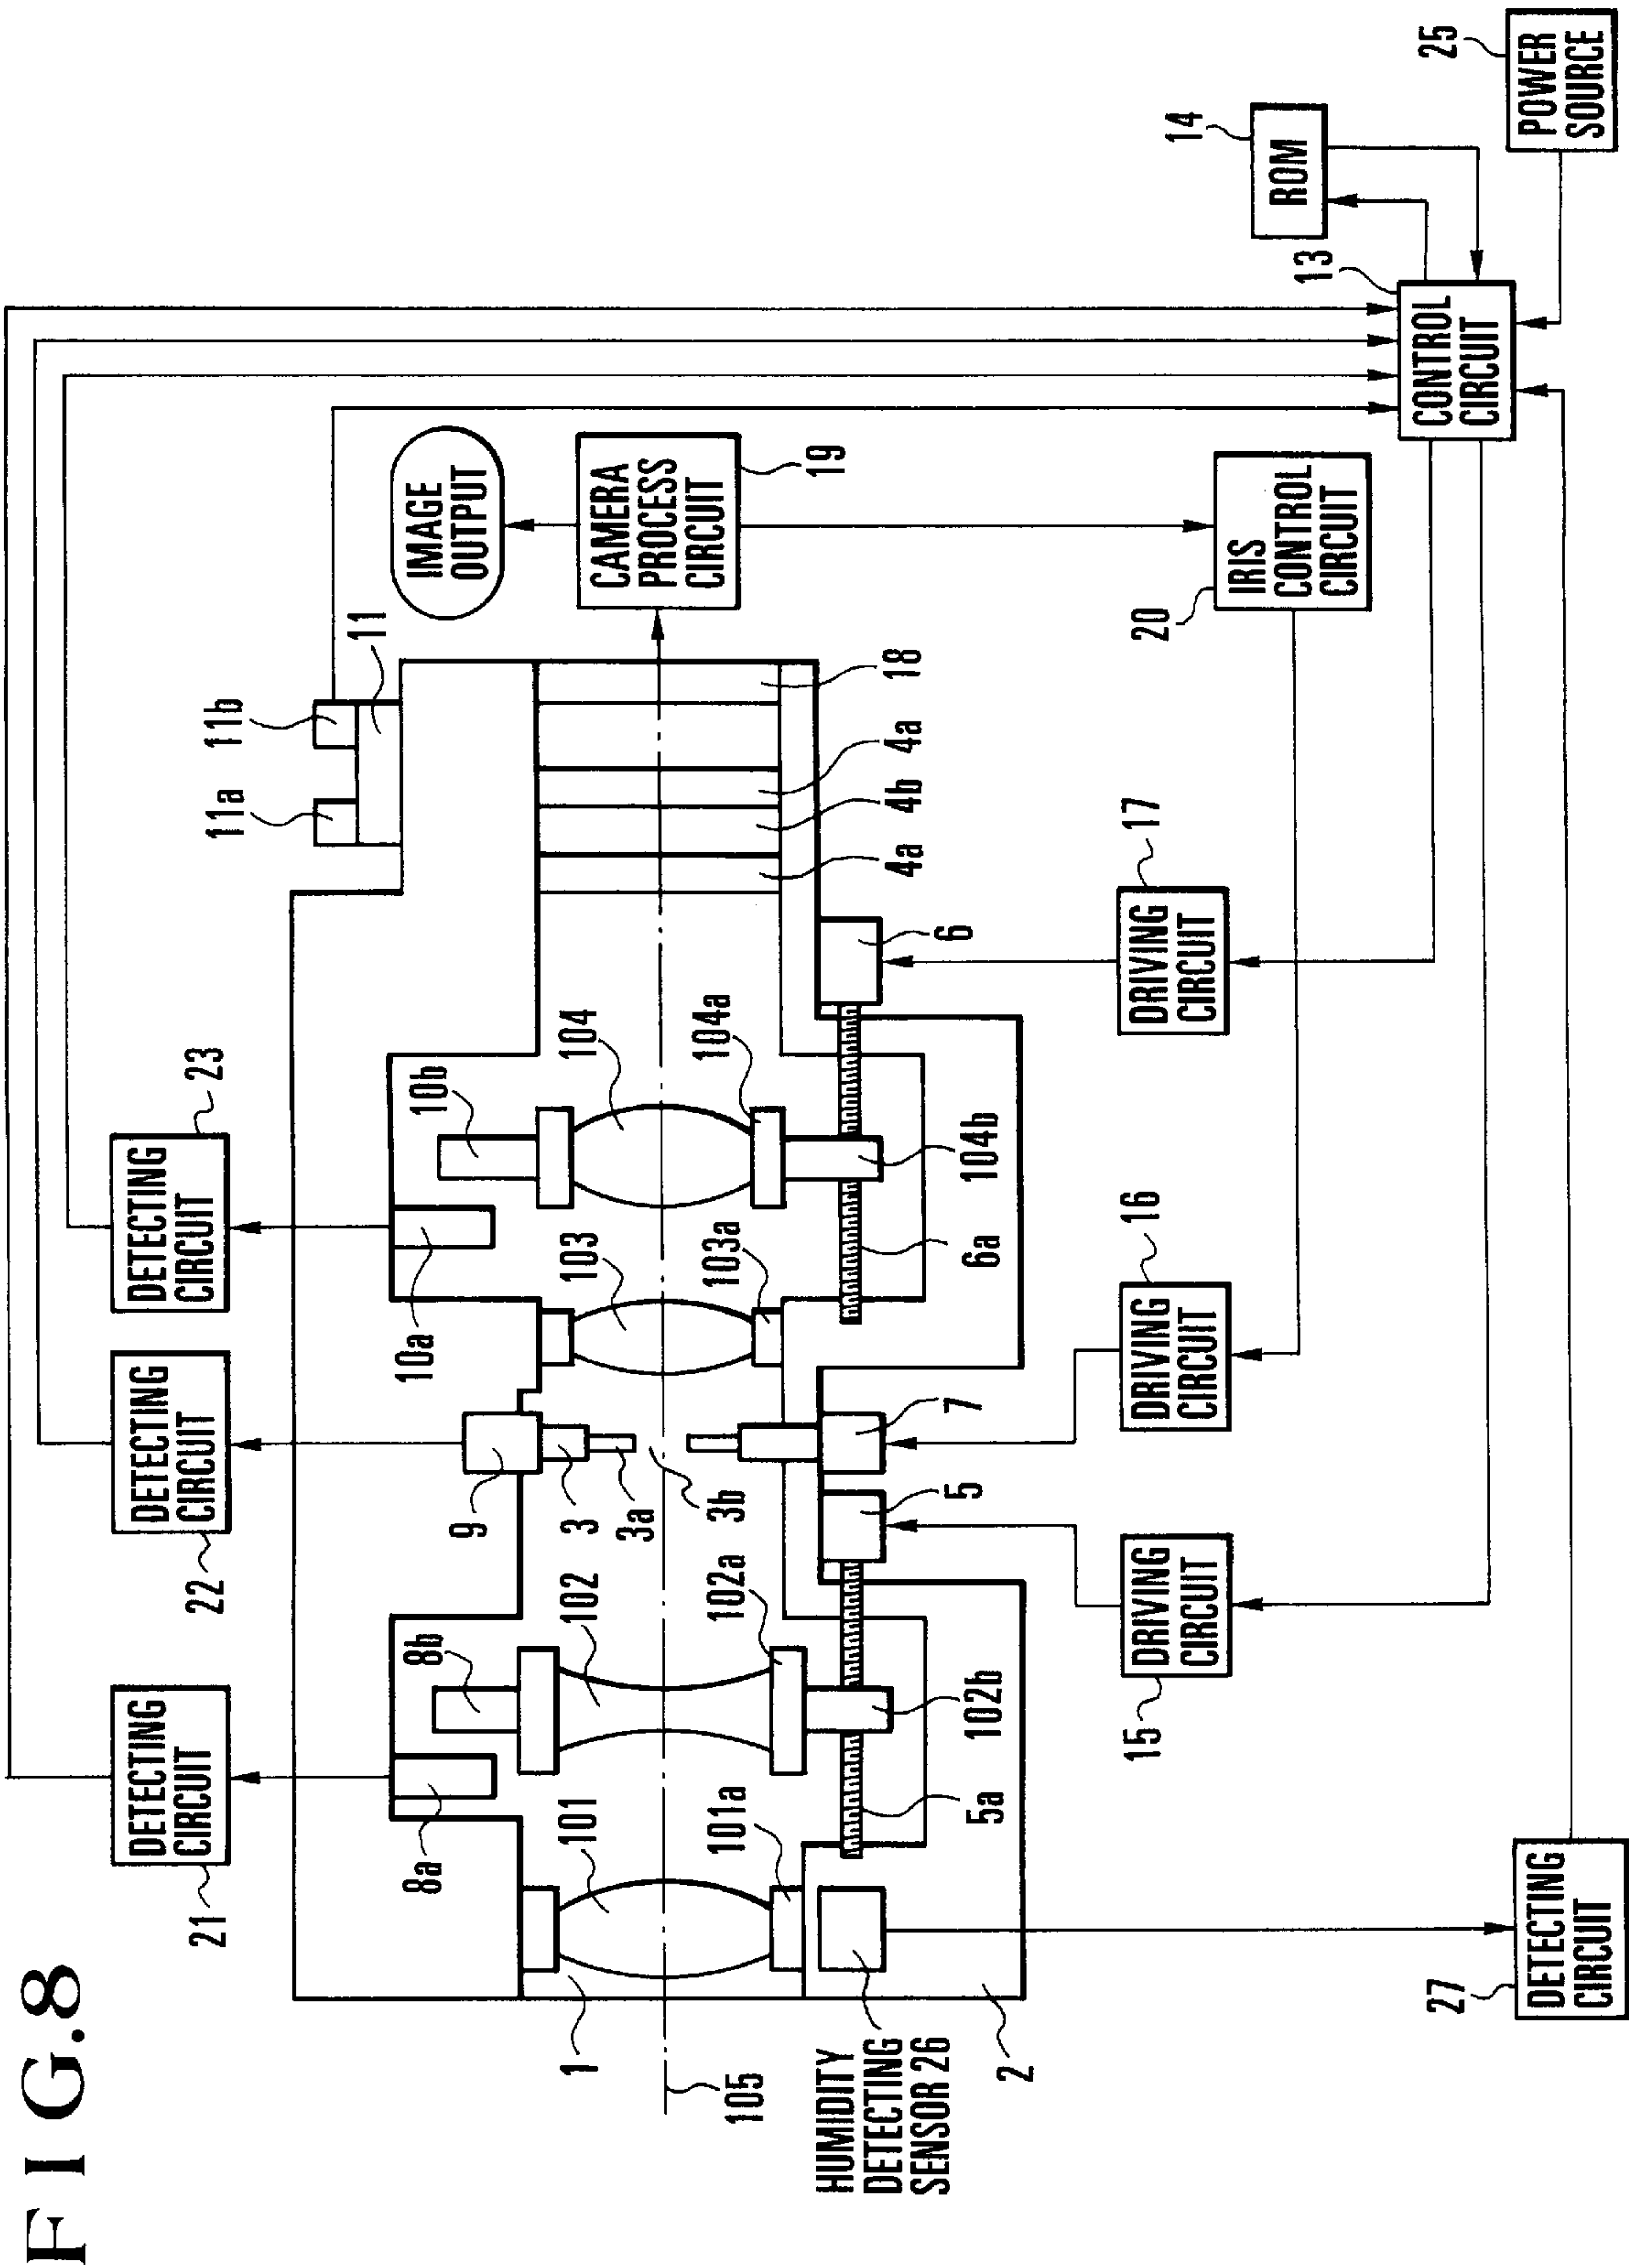 FIG.8
21
DETECTING
CIRCUIT
22
DETECTING
CIRCUIT
23
DETECTING
CIRCUIT
8a
8b
9
10a
10b
11a
11b
11
IMAGE
OUTPUT
1
101
102
3
3a
3b
103
104
105
101a
102a
103a
104a
CAMERA
PROCESS
CIRCUIT
19
HUMIDITY
DETECTING
SENSOR 26
2
5a
102b
5
7
6a
104b
6
4a
4b
4a
18
15
DRIVING
CIRCUIT
16
DRIVING
CIRCUIT
17
DRIVING
CIRCUIT
20
IRIS
CONTROL
CIRCUIT
13
CONTROL
CIRCUIT
14
ROM
25
POWER
SOURCE
27
DETECTING
CIRCUIT